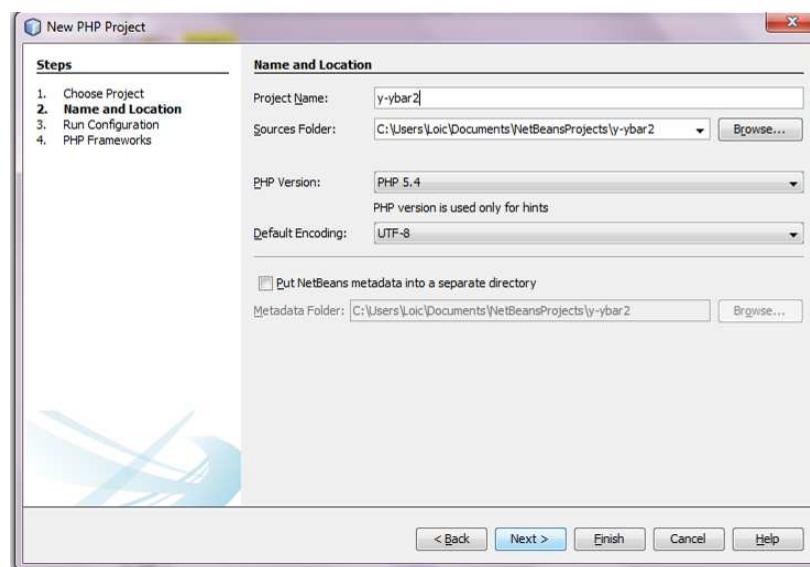 New PHP Project
Steps
1. Choose Project
2. Name and Location
3. Run Configuration
4. PHP Frameworks
Name and Location
Project Name: y-ybar2
Sources Folder: C:\Users\Loic\Documents\NetBeansProjects\y-ybar2 Browse...
PHP Version: PHP 5.4
PHP version is used only for hints
Default Encoding: UTF-8
Put NetBeans metadata into a separate directory
Metadata Folder: C:\Users\Loic\Documents\NetBeansProjects\y-ybar2 Browse...
< Back Next > Finish Cancel Help